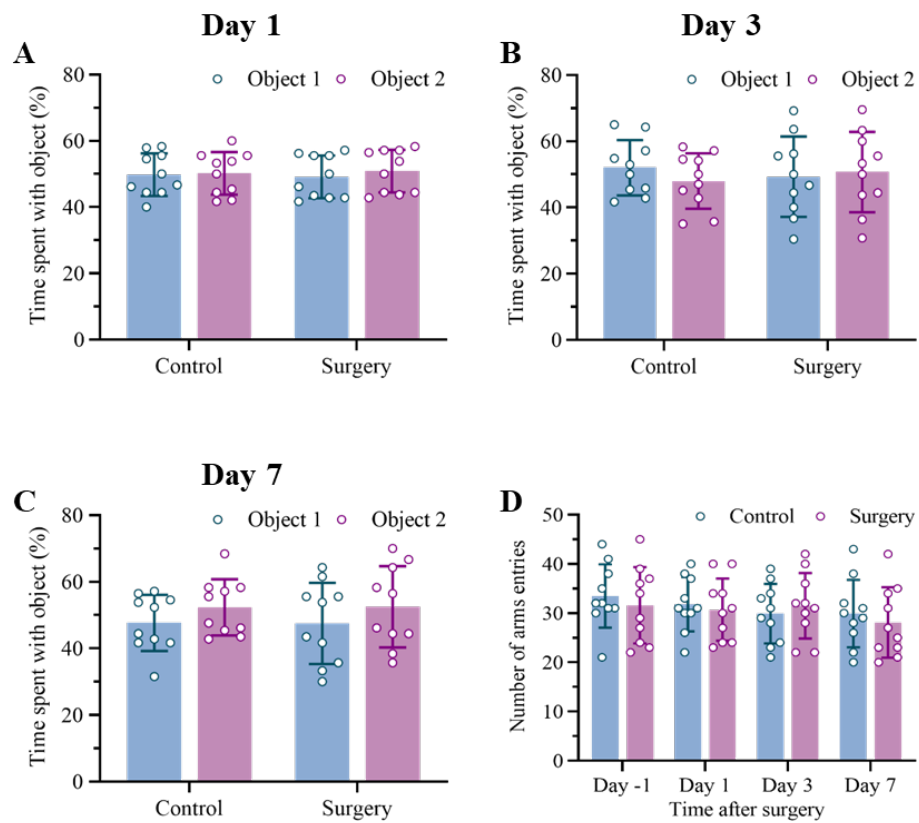 Day 1
A
Time spent with object (%)
80
60
40
20
0
Object 1
Object 2
Control
Surgery
Day 3
B
Time spent with object (%)
80
60
40
20
0
Object 1
Object 2
Control
Surgery
Day 7
C
Time spent with object (%)
80
60
40
20
0
Object 1
Object 2
Control
Surgery
D
Number of arms entries
50
40
30
20
10
0
Control
Surgery
Day -1
Day 1
Day 3
Day 7
Time after surgery